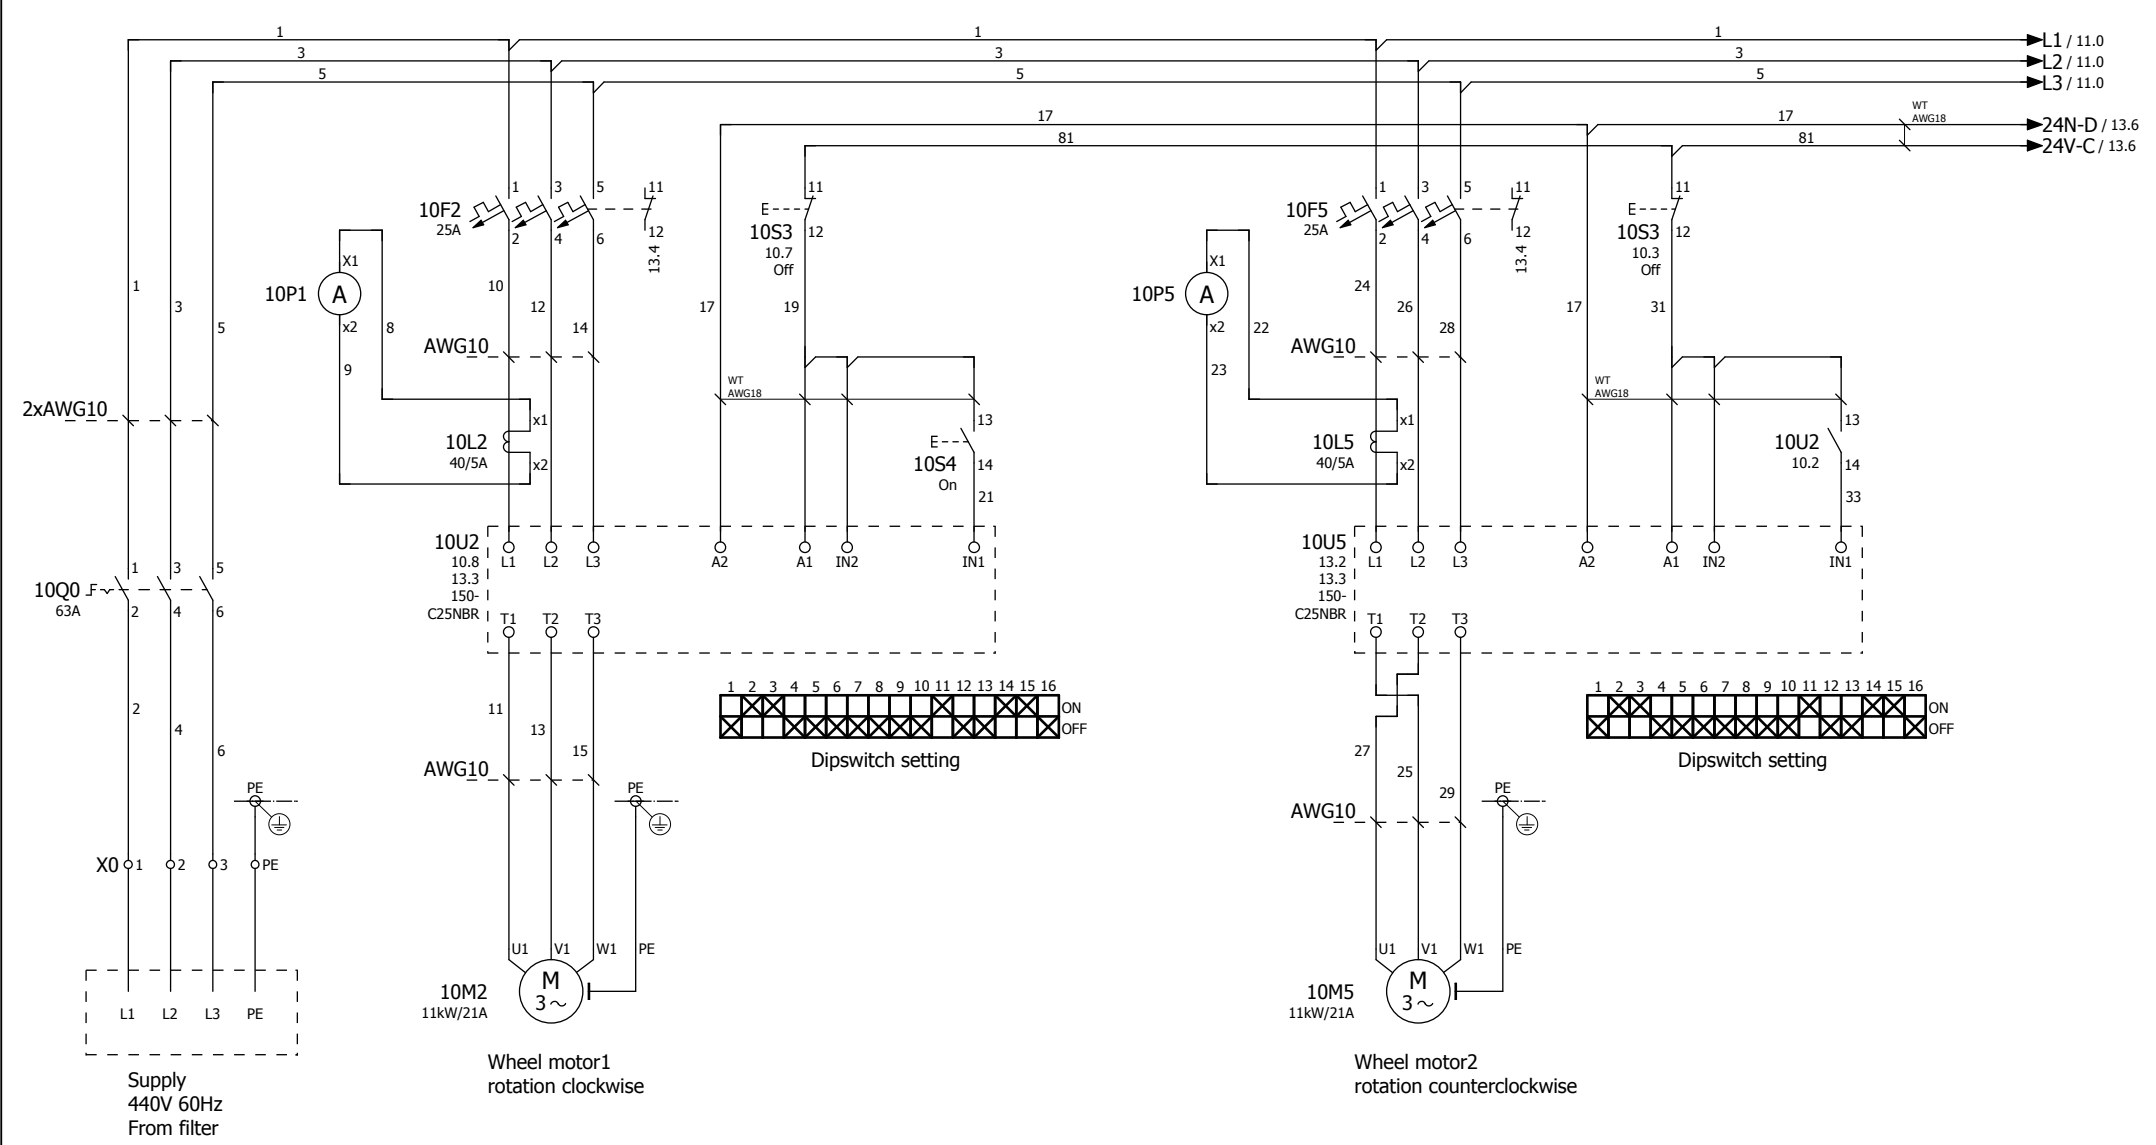 1 1 1 L1 / 11.0
3 3 3 L2 / 11.0
5 5 5 L3 / 11.0
17 17 WT AWG18 24N-D / 13.6
81 81 24V-C / 13.6
1 3 5 11 11 1 3 5 11 11
10F2 E 10F5 E
25A 2 4 6 12 10S3 12 25A 2 4 6 12 10S3 12
13.4 10.7 13.4 10.3
Off Off
X1 X1
10P1 A 10P5 A
x2 x2
1 3 5 8 9 10 12 14 17 19 22 23 24 26 28 17 31
AWG10 AWG10
WT WT
AWG18 AWG18
2xAWG10
x1 13 x1 13
10L2 E 10L5 10U2
40/5A x2 10S4 14 40/5A x2 10.2 14
On 21 33
10U2 L1 L2 L3 A2 A1 IN2 IN1
10.8
13.3
150-
C25NBR T1 T2 T3
10U5 L1 L2 L3 A2 A1 IN2 IN1
13.2
13.3
150-
C25NBR T1 T2 T3
1 3 5
10Q0
63A 2 4 6
1 2 3 4 5 6 7 8 9 10 11 12 13 14 15 16
ON
OFF
Dipswitch setting
1 2 3 4 5 6 7 8 9 10 11 12 13 14 15 16
ON
OFF
Dipswitch setting
2 4 6 11 13 15 27 25 29
AWG10 AWG10
PE PE PE
X0 1 2 3 PE
U1 V1 W1 PE U1 V1 W1 PE
10M2 M 10M5 M
11kW/21A 3~ 11kW/21A 3~
L1 L2 L3 PE
Wheel motor1
rotation clockwise
Wheel motor2
rotation counterclockwise
Supply
440V 60Hz
From filter